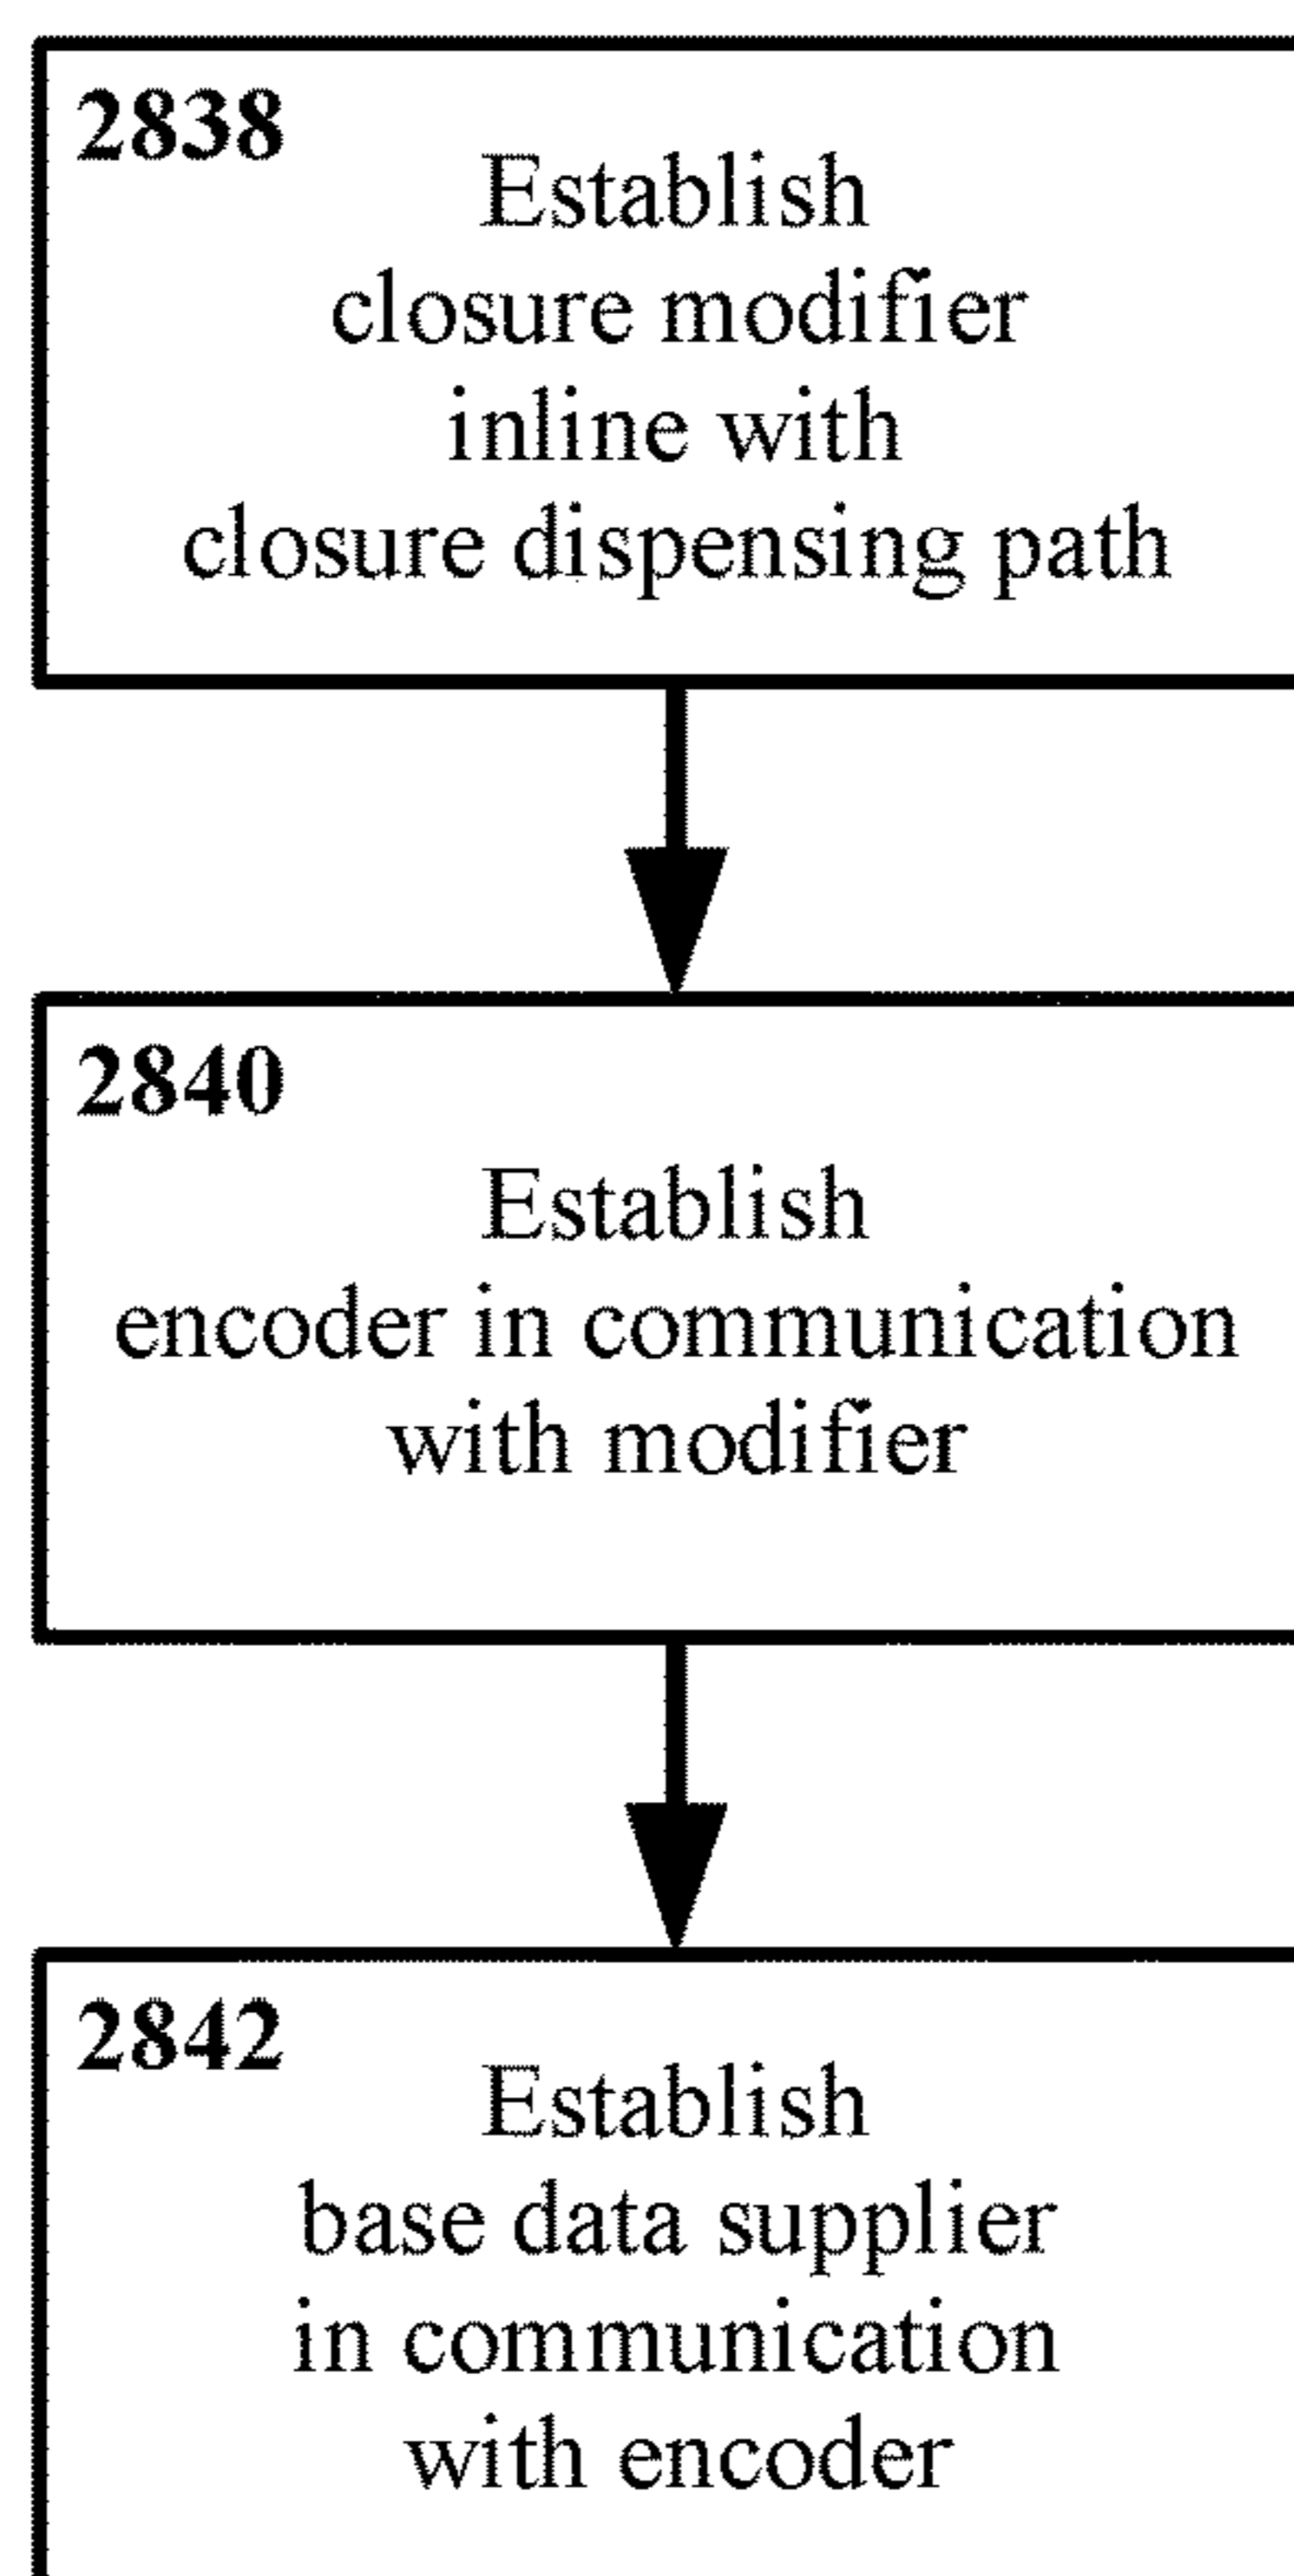 2838
Establish
closure modifier
inline with
closure dispensing path
2840
Establish
encoder in communication
with modifier
2842
Establish
base data supplier
in communication
with encoder